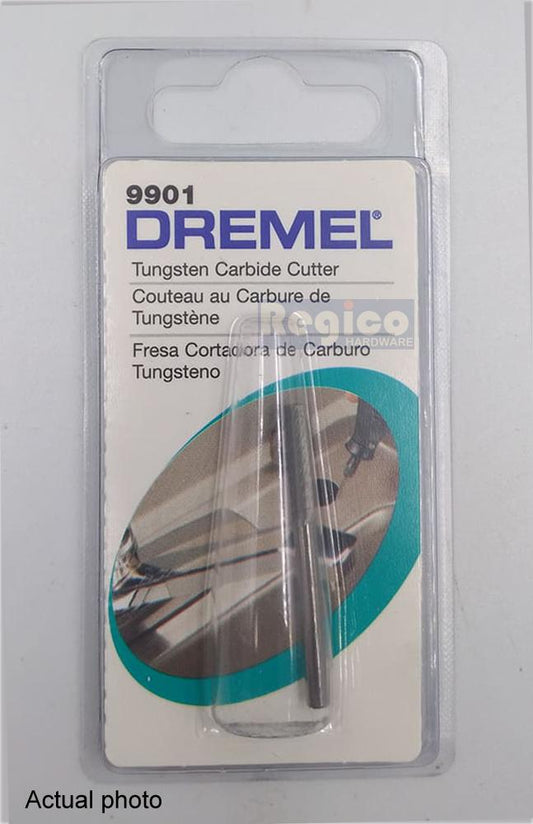 9901
DREMEL®
Tungsten Carbide Cutter
Couteau au Carbure de
Tungstène
Regico
HARDWARE
Fresa Cortadora de Carburo
Tungsteno
Actual photo